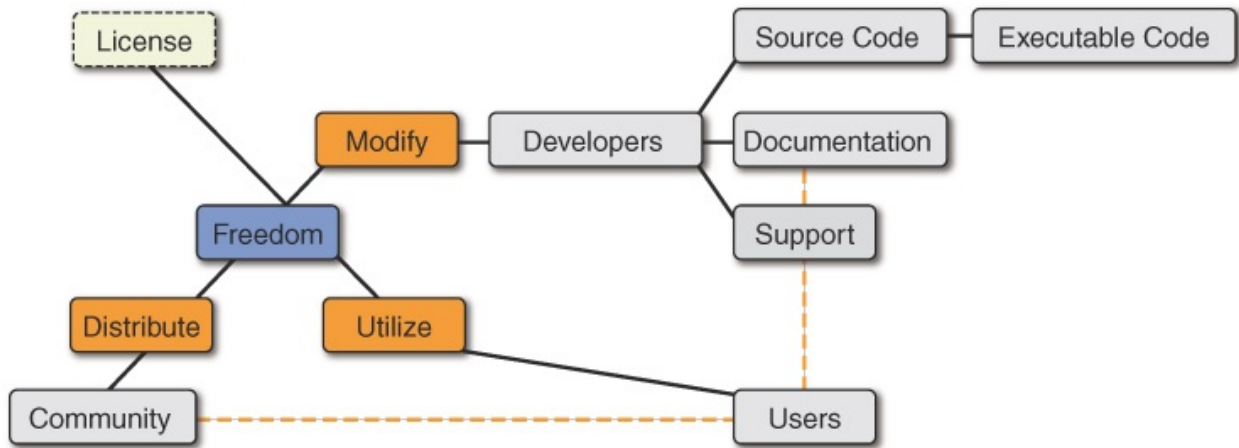 License
Source Code
Executable Code
Modify
Developers
Documentation
Freedom
Support
Distribute
Utilize
Community
Users